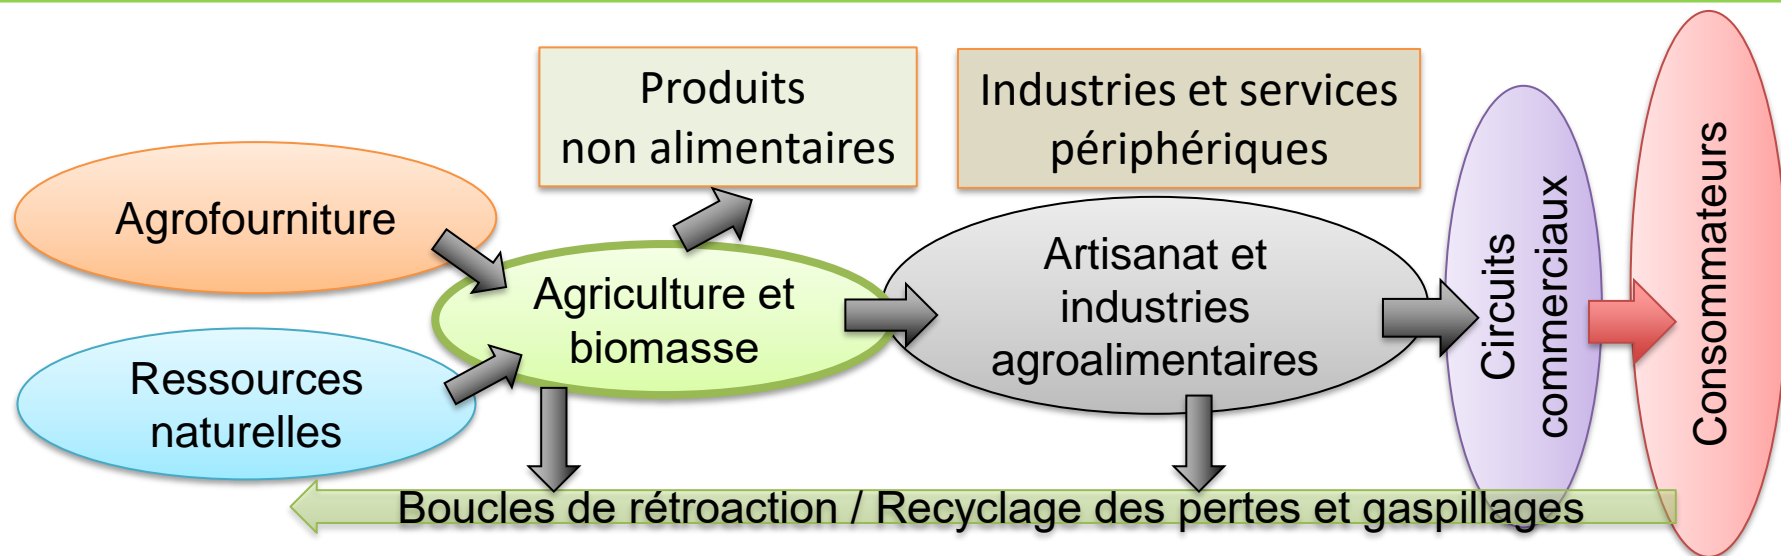 Produits
non alimentaires
Industries et services
périphériques
Agrofourniture
Agriculture et
biomasse
Ressources
naturelles
Artisanat et
industries
agroalimentaires
Circuits
commerciaux
Consommateurs
Boucles de rétroaction / Recyclage des pertes et gaspillages